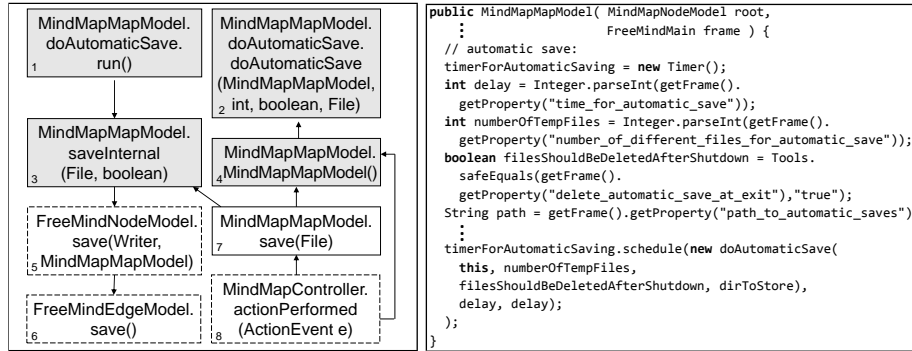 MindMapMapModel.
doAutomaticSave.
run()
1
MindMapMapModel.
doAutomaticSave.
doAutomaticSave
(MindMapMapModel,
int, boolean, File)
2
MindMapMapModel.
saveInternal
(File, boolean)
3
MindMapMapModel.
MindMapMapModel()
4
FreeMindNodeModel.
save(Writer,
MindMapMapModel)
5
MindMapMapModel.
save(File)
7
FreeMindEdgeModel.
save()
6
MindMapController.
actionPerformed
(ActionEvent e)
8
public MindMapMapModel( MindMapNodeModel root,
⋮ FreeMindMain frame ) {
// automatic save:
timerForAutomaticSaving = new Timer();
int delay = Integer.parseInt(getFrame().
getProperty("time_for_automatic_save"));
int numberOfTempFiles = Integer.parseInt(getFrame().
getProperty("number_of_different_files_for_automatic_save"));
boolean filesShouldBeDeletedAfterShutdown = Tools.
safeEquals(getFrame().
getProperty("delete_automatic_save_at_exit"),"true");
String path = getFrame().getProperty("path_to_automatic_saves")
⋮
timerForAutomaticSaving.schedule(new doAutomaticSave(
this, numberOfTempFiles,
filesShouldBeDeletedAfterShutdown, dirToStore),
delay, delay);
);
}